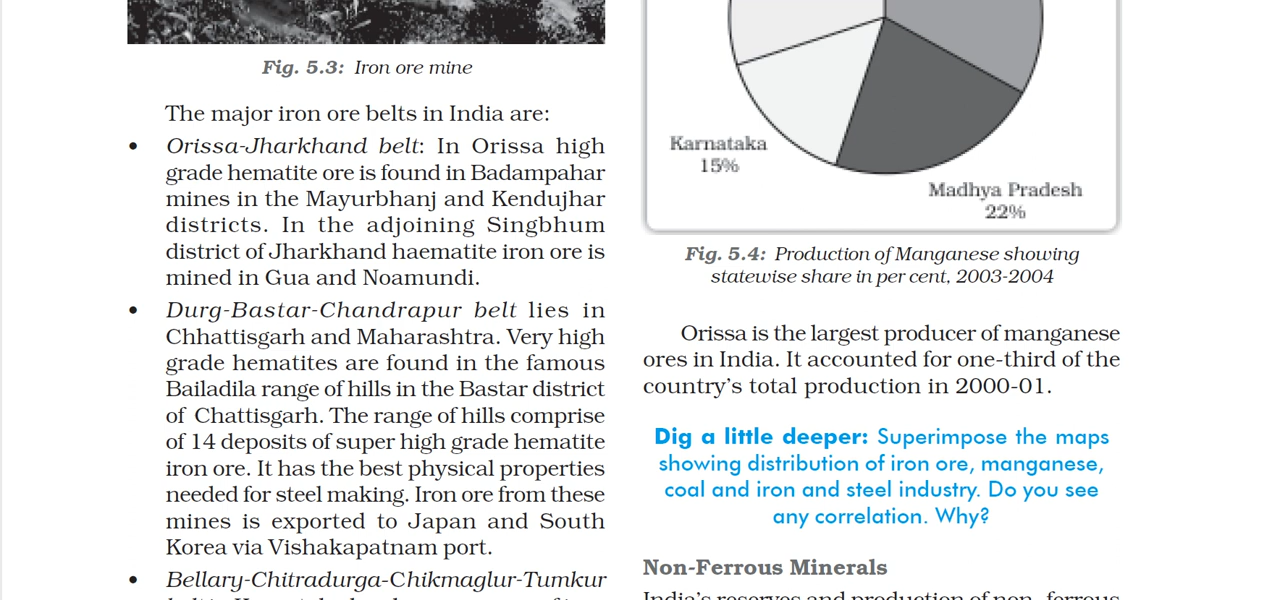 Fig. 5.3: Iron ore mine
The major iron ore belts in India are:
• Orissa-Jharkhand belt: In Orissa high
grade hematite ore is found in Badampahar
mines in the Mayurbhanj and Kendujhar
districts. In the adjoining Singbhum
district of Jharkhand haematite iron ore is
mined in Gua and Noamundi.
• Durg-Bastar-Chandrapur belt lies in
Chhattisgarh and Maharashtra. Very high
grade hematites are found in the famous
Bailadila range of hills in the Bastar district
of Chattisgarh. The range of hills comprise
of 14 deposits of super high grade hematite
iron ore. It has the best physical properties
needed for steel making. Iron ore from these
mines is exported to Japan and South
Korea via Vishakapatnam port.
• Bellary-Chitradurga-Chikmaglur-Tumkur
Karnataka
15%
Madhya Pradesh
22%
Fig. 5.4: Production of Manganese showing
statewise share in per cent, 2003-2004
Orissa is the largest producer of manganese
ores in India. It accounted for one-third of the
country's total production in 2000-01.
Dig a little deeper: Superimpose the maps
showing distribution of iron ore, manganese,
coal and iron and steel industry. Do you see
any correlation. Why?
Non-Ferrous Minerals
India's reserves and production of non-ferrous